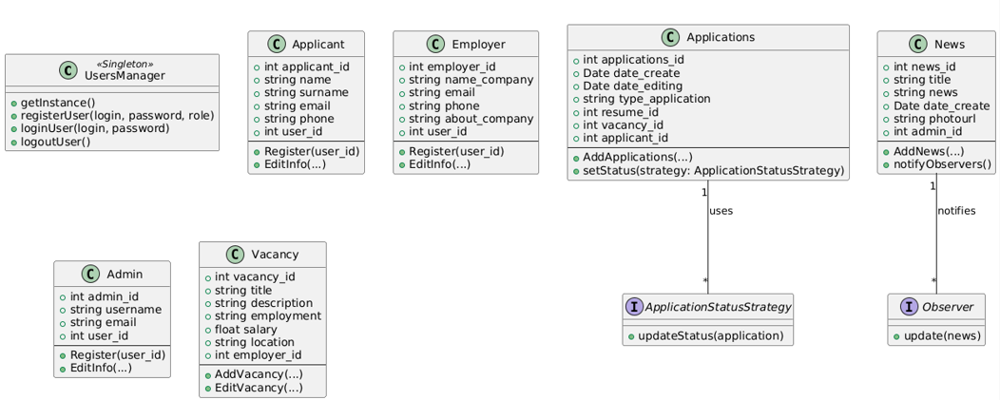 «Singleton»
C UsersManager
getInstance()
registerUser(login, password, role)
loginUser(login, password)
logoutUser()
C Applicant
int applicant_id
string name
string surname
string email
string phone
int user_id
Register(user_id)
EditInfo(...)
C Employer
int employer_id
string name_company
string email
string phone
string about_company
int user_id
Register(user_id)
EditInfo(...)
C Applications
int applications_id
Date date_create
Date date_editing
string type_application
int resume_id
int vacancy_id
int applicant_id
AddApplications(...)
setStatus(strategy: ApplicationStatusStrategy)
C News
int news_id
string title
string news
Date date_create
string photourl
int admin_id
AddNews(...)
notifyObservers()
1
uses
*
1
notifies
*
C Admin
int admin_id
string username
string email
int user_id
Register(user_id)
EditInfo(...)
C Vacancy
int vacancy_id
string title
string description
string employment
float salary
string location
int employer_id
AddVacancy(...)
EditVacancy(...)
I ApplicationStatusStrategy
updateStatus(application)
I Observer
update(news)